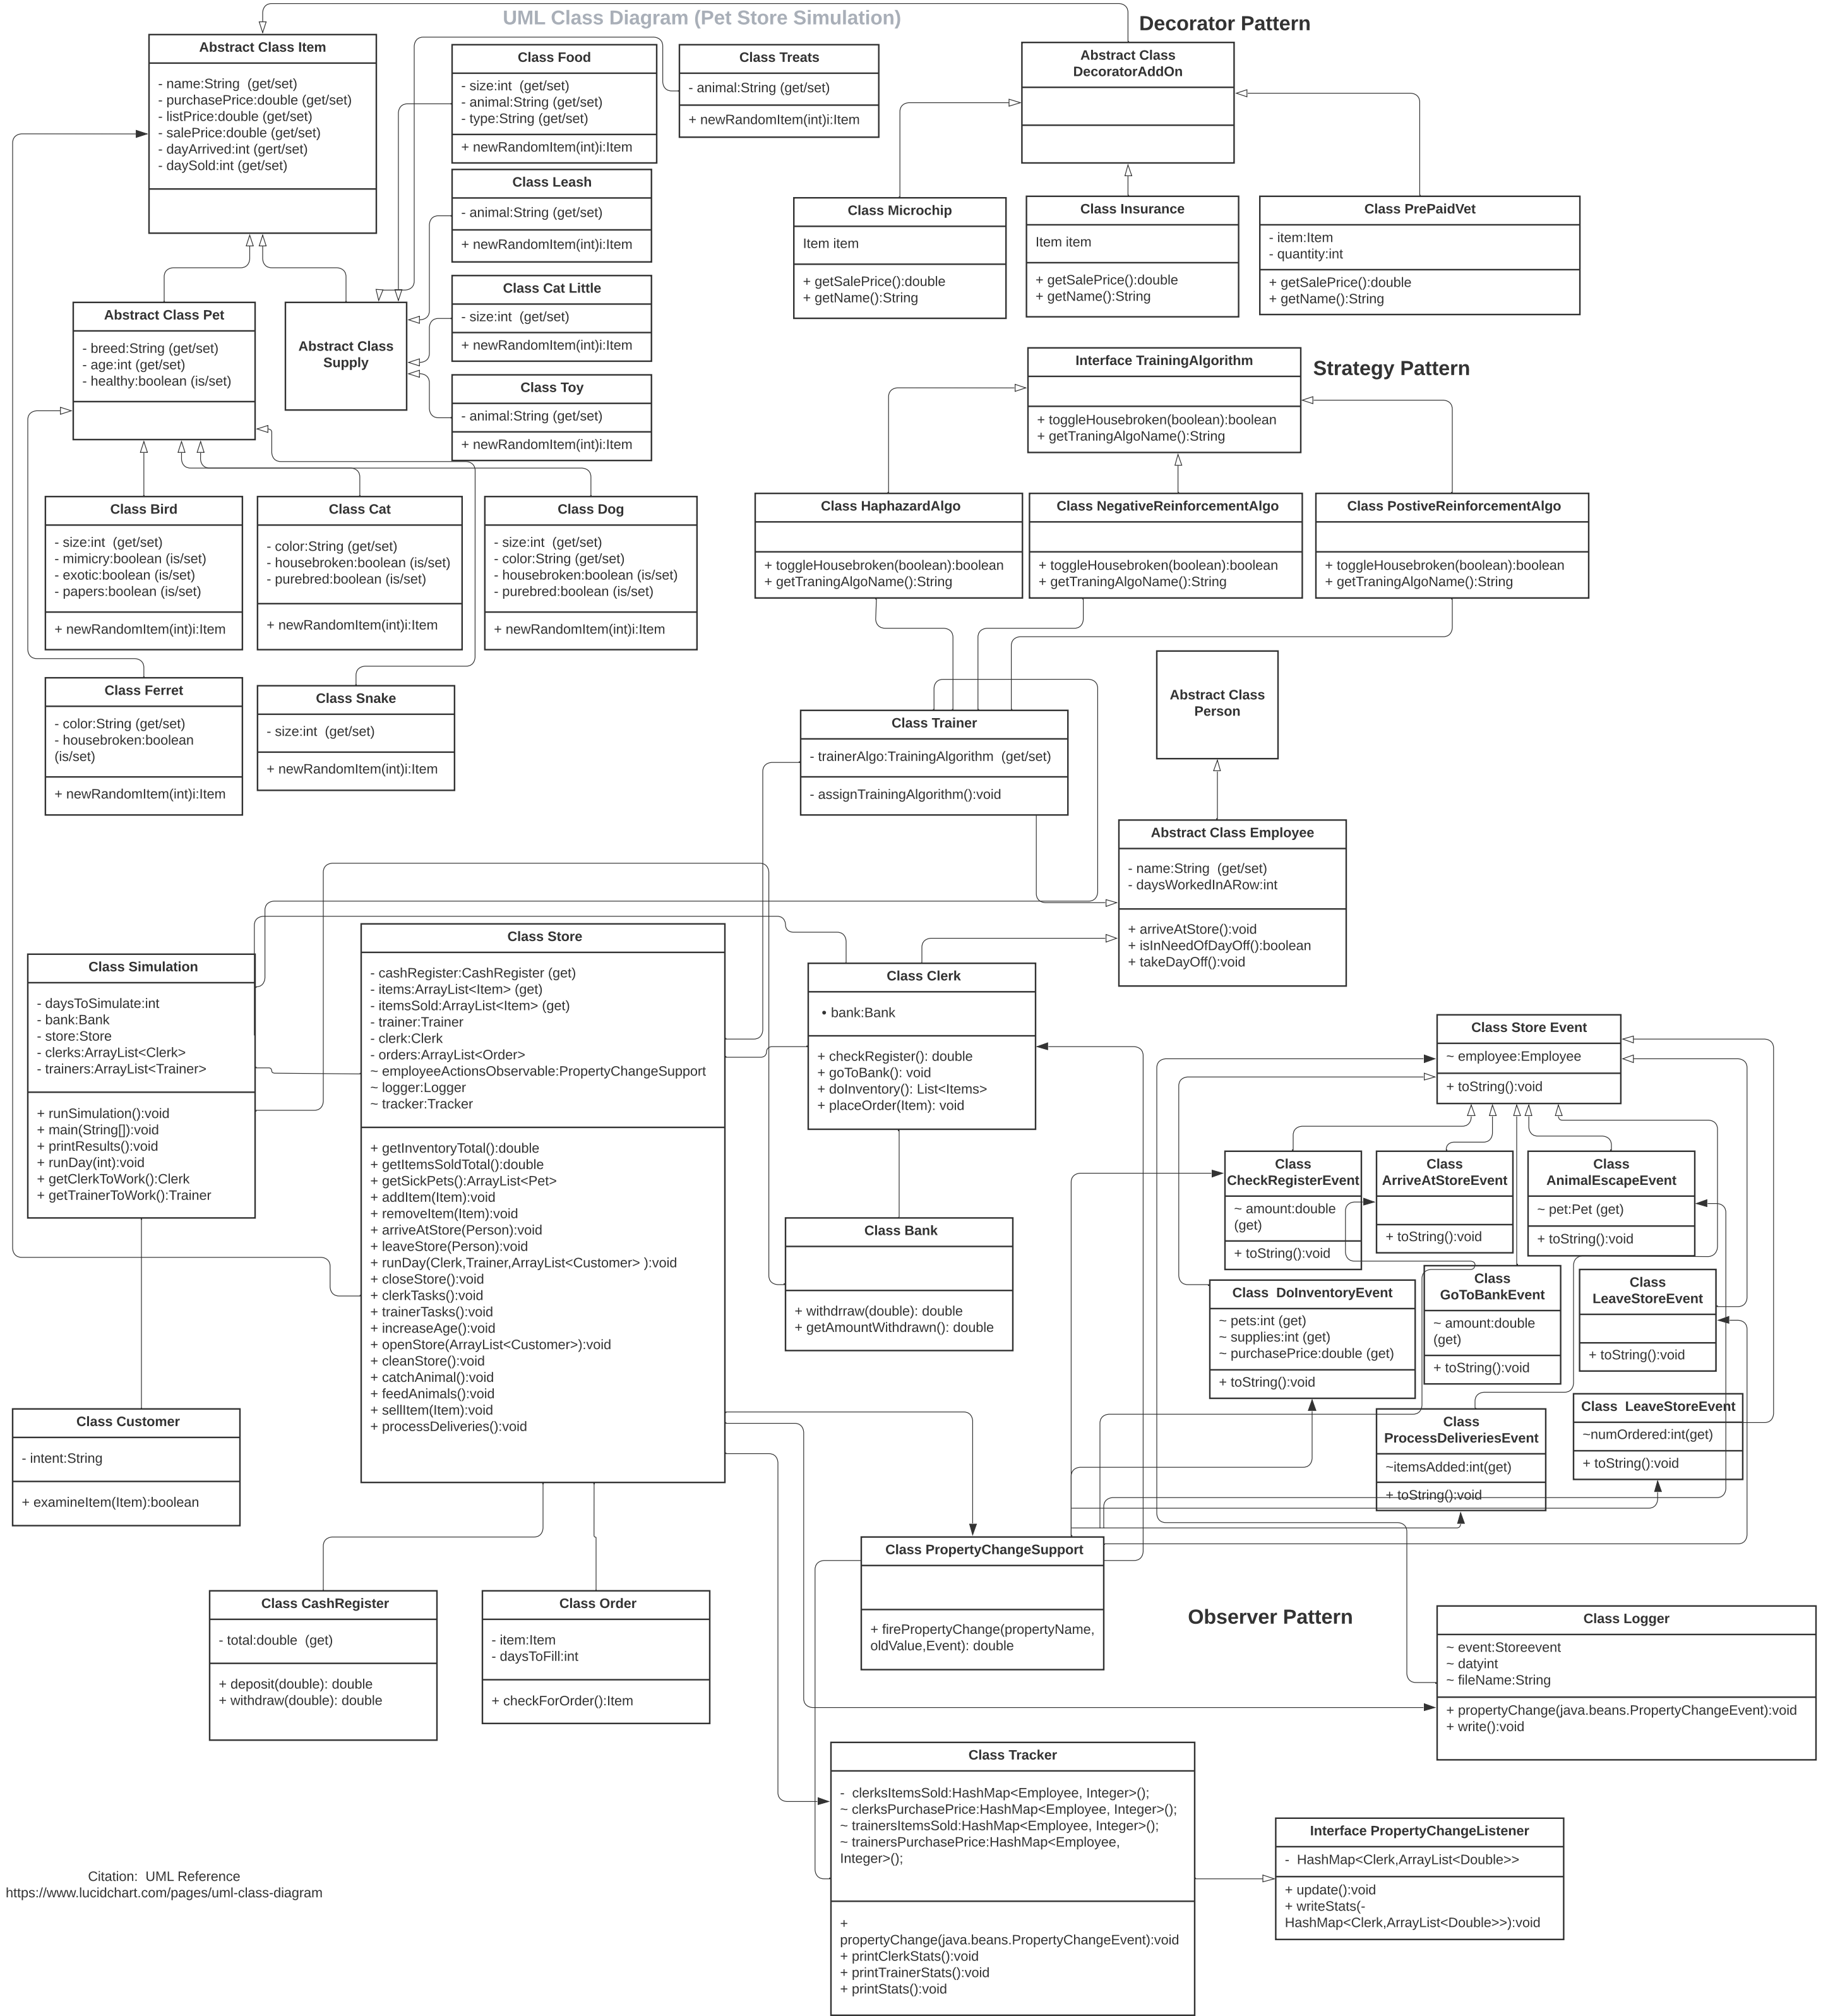 UML Class Diagram (Pet Store Simulation)
Decorator Pattern
Abstract Class Item
- name:String  (get/set)
- purchasePrice:double (get/set)
- listPrice:double (get/set)
- salePrice:double (get/set)
- dayArrived:int (gert/set)
- daySold:int (get/set)
Class Food
- size:int  (get/set)
- animal:String (get/set)
- type:String (get/set)
+ newRandomItem(int)i:Item
Class Treats
- animal:String (get/set)
+ newRandomItem(int)i:Item
Abstract Class
DecoratorAddOn
Class Leash
- animal:String (get/set)
+ newRandomItem(int)i:Item
Class Microchip
Item item
+ getSalePrice():double
+ getName():String
Class Insurance
Item item
+ getSalePrice():double
+ getName():String
Class PrePaidVet
- item:Item
- quantity:int
+ getSalePrice():double
+ getName():String
Class Cat Little
- size:int  (get/set)
+ newRandomItem(int)i:Item
Abstract Class Pet
- breed:String (get/set)
- age:int (get/set)
- healthy:boolean (is/set)
Abstract Class
Supply
Class Toy
- animal:String (get/set)
+ newRandomItem(int)i:Item
Interface TrainingAlgorithm
+ toggleHousebroken(boolean):boolean
+ getTraningAlgoName():String
Strategy Pattern
Class Bird
- size:int  (get/set)
- mimicry:boolean (is/set)
- exotic:boolean (is/set)
- papers:boolean (is/set)
+ newRandomItem(int)i:Item
Class Cat
- color:String (get/set)
- housebroken:boolean (is/set)
- purebred:boolean (is/set)
+ newRandomItem(int)i:Item
Class Dog
- size:int  (get/set)
- color:String (get/set)
- housebroken:boolean (is/set)
- purebred:boolean (is/set)
+ newRandomItem(int)i:Item
Class HaphazardAlgo
+ toggleHousebroken(boolean):boolean
+ getTraningAlgoName():String
Class NegativeReinforcementAlgo
+ toggleHousebroken(boolean):boolean
+ getTraningAlgoName():String
Class PostiveReinforcementAlgo
+ toggleHousebroken(boolean):boolean
+ getTraningAlgoName():String
Class Ferret
- color:String (get/set)
- housebroken:boolean
(is/set)
+ newRandomItem(int)i:Item
Class Snake
- size:int  (get/set)
+ newRandomItem(int)i:Item
Class Trainer
- trainerAlgo:TrainingAlgorithm  (get/set)
- assignTrainingAlgorithm():void
Abstract Class
Person
Abstract Class Employee
- name:String  (get/set)
- daysWorkedInARow:int
+ arriveAtStore():void
+ isInNeedOfDayOff():boolean
+ takeDayOff():void
Class Simulation
- daysToSimulate:int
- bank:Bank
- store:Store
- clerks:ArrayList<Clerk>
- trainers:ArrayList<Trainer>
+ runSimulation():void
+ main(String[]):void
+ printResults():void
+ runDay(int):void
+ getClerkToWork():Clerk
+ getTrainerToWork():Trainer
Class Store
- cashRegister:CashRegister (get)
- items:ArrayList<Item> (get)
- itemsSold:ArrayList<Item> (get)
- trainer:Trainer
- clerk:Clerk
- orders:ArrayList<Order>
~ employeeActionsObservable:PropertyChangeSupport
~ logger:Logger
~ tracker:Tracker
+ getInventoryTotal():double
+ getItemsSoldTotal():double
+ getSickPets():ArrayList<Pet>
+ addItem(Item):void
+ removeItem(Item):void
+ arriveAtStore(Person):void
+ leaveStore(Person):void
+ runDay(Clerk,Trainer,ArrayList<Customer> ):void
+ closeStore():void
+ clerkTasks():void
+ trainerTasks():void
+ increaseAge():void
+ openStore(ArrayList<Customer>):void
+ cleanStore():void
+ catchAnimal():void
+ feedAnimals():void
+ sellItem(Item):void
+ processDeliveries():void
Class Clerk
• bank:Bank
+ checkRegister(): double
+ goToBank(): void
+ doInventory(): List<Items>
+ placeOrder(Item): void
Class Store Event
~ employee:Employee
+ toString():void
Class
CheckRegisterEvent
~ amount:double
(get)
+ toString():void
Class
ArriveAtStoreEvent
+ toString():void
Class
AnimalEscapeEvent
~ pet:Pet (get)
+ toString():void
Class Bank
+ withdrraw(double): double
+ getAmountWithdrawn(): double
Class  DoInventoryEvent
~ pets:int (get)
~ supplies:int (get)
~ purchasePrice:double (get)
+ toString():void
Class
GoToBankEvent
~ amount:double
(get)
+ toString():void
Class
LeaveStoreEvent
+ toString():void
Class
ProcessDeliveriesEvent
~itemsAdded:int(get)
+ toString():void
Class  LeaveStoreEvent
~numOrdered:int(get)
+ toString():void
Class Customer
- intent:String
+ examineItem(Item):boolean
Class CashRegister
- total:double  (get)
+ deposit(double): double
+ withdraw(double): double
Class Order
- item:Item
- daysToFill:int
+ checkForOrder():Item
Class PropertyChangeSupport
+ firePropertyChange(propertyName,
oldValue,Event): double
Observer Pattern
Class Logger
~ event:Storeevent
~ datyint
~ fileName:String
+ propertyChange(java.beans.PropertyChangeEvent):void
+ write():void
Class Tracker
-  clerksItemsSold:HashMap<Employee, Integer>();
~ clerksPurchasePrice:HashMap<Employee, Integer>();
~ trainersItemsSold:HashMap<Employee, Integer>();
~ trainersPurchasePrice:HashMap<Employee,
Integer>();
+
propertyChange(java.beans.PropertyChangeEvent):void
+ printClerkStats():void
+ printTrainerStats():void
+ printStats():void
Interface PropertyChangeListener
-  HashMap<Clerk,ArrayList<Double>>
+ update():void
+ writeStats(-
HashMap<Clerk,ArrayList<Double>>):void
Citation:  UML Reference
https://www.lucidchart.com/pages/uml-class-diagram